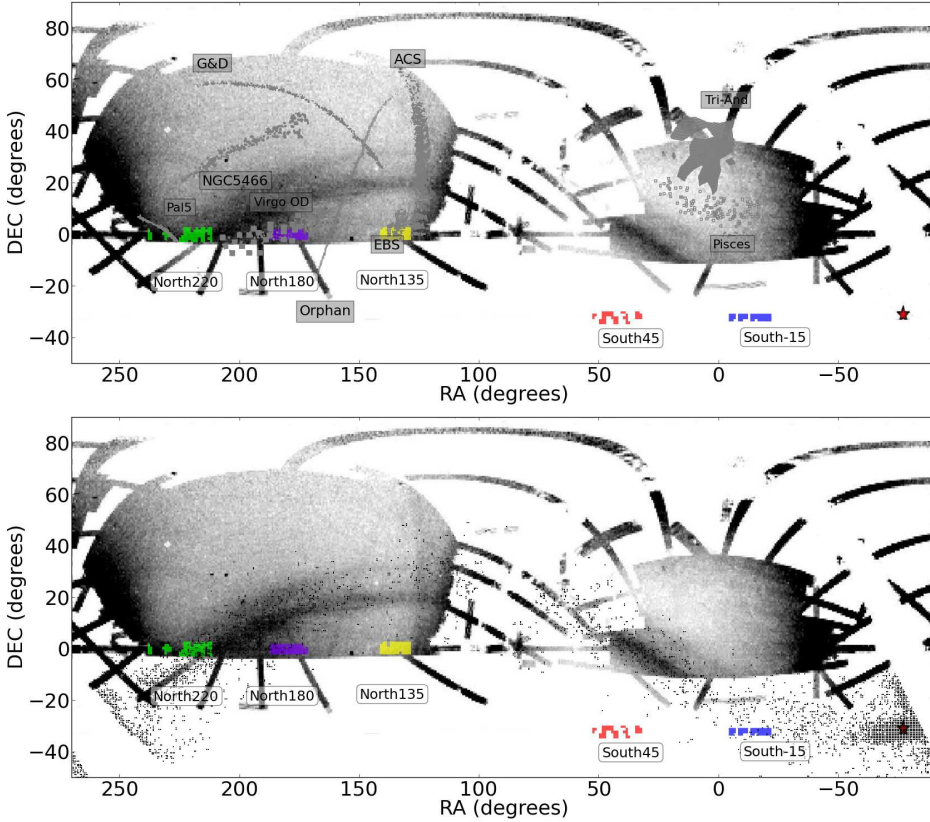 80
60
40
20
0
−20
−40
DEC (degrees)
G&D
ACS
Tri-And
NGC5466
Pal5
Virgo OD
EBS
Pisces
North220
North180
North135
Orphan
South45
South-15
250
200
150
100
50
0
−50
RA (degrees)
80
60
40
20
0
−20
−40
DEC (degrees)
North220
North180
North135
South45
South-15
250
200
150
100
50
0
−50
RA (degrees)